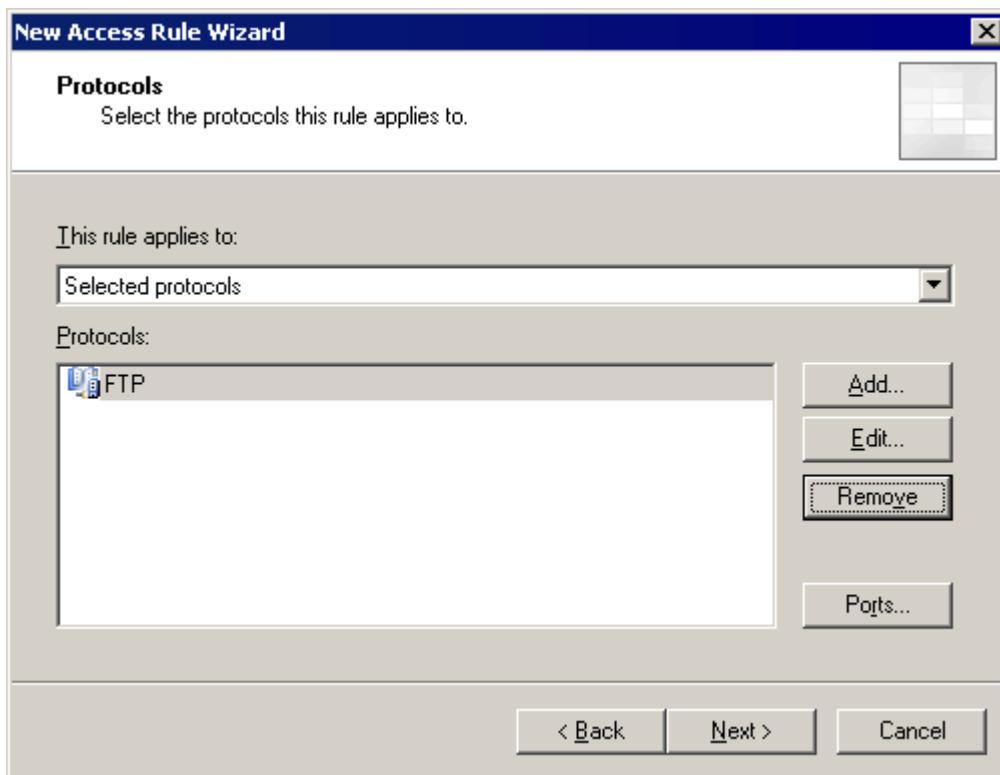 New Access Rule Wizard
Protocols
Select the protocols this rule applies to.
This rule applies to:
Selected protocols
Protocols:
FTP
Add...
Edit...
Remove
Ports...
< Back
Next >
Cancel